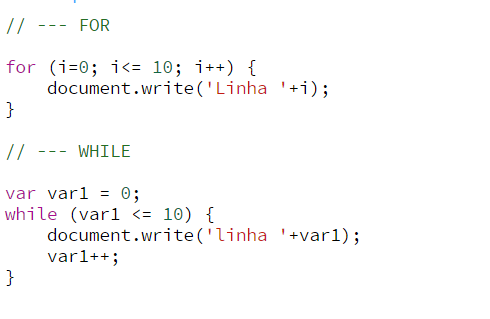 // --- FOR
for (i=0; i<= 10; i++) {
    document.write('Linha '+i);
}
// --- WHILE
var var1 = 0;
while (var1 <= 10) {
    document.write('linha '+var1);
    var1++;
}